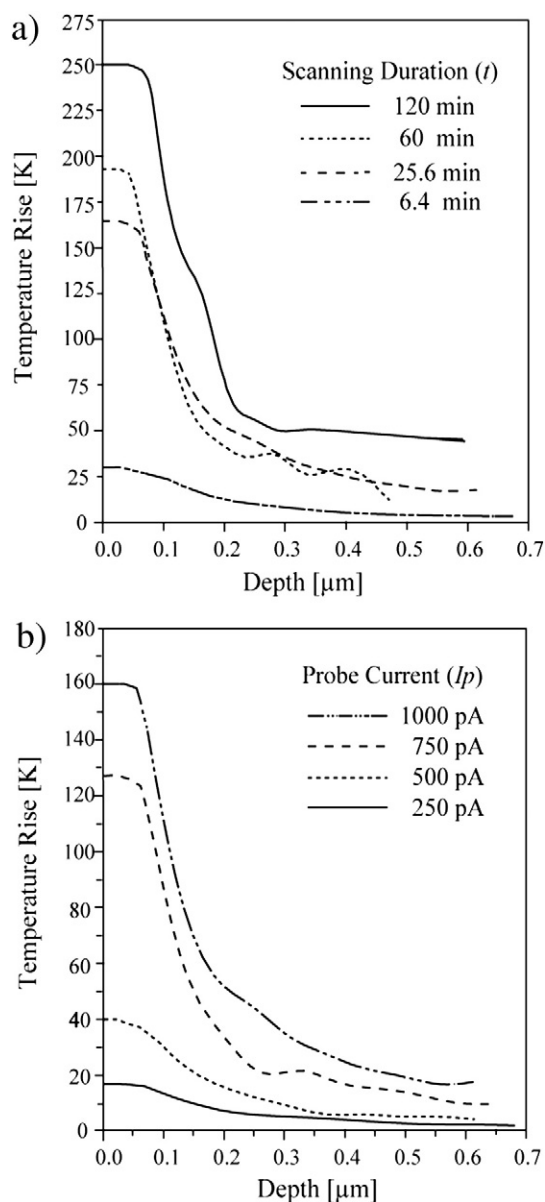 a)
275
250
225
200
175
150
125
100
75
50
25
0
Temperature Rise [K]
Scanning Duration (t)
120 min
60 min
25.6 min
6.4 min
0.0 0.1 0.2 0.3 0.4 0.5 0.6 0.7
Depth [µm]
b)
180
160
140
120
100
80
60
40
20
0
Temperature Rise [K]
Probe Current (Ip)
1000 pA
750 pA
500 pA
250 pA
0.0 0.1 0.2 0.3 0.4 0.5 0.6 0.7
Depth [µm]